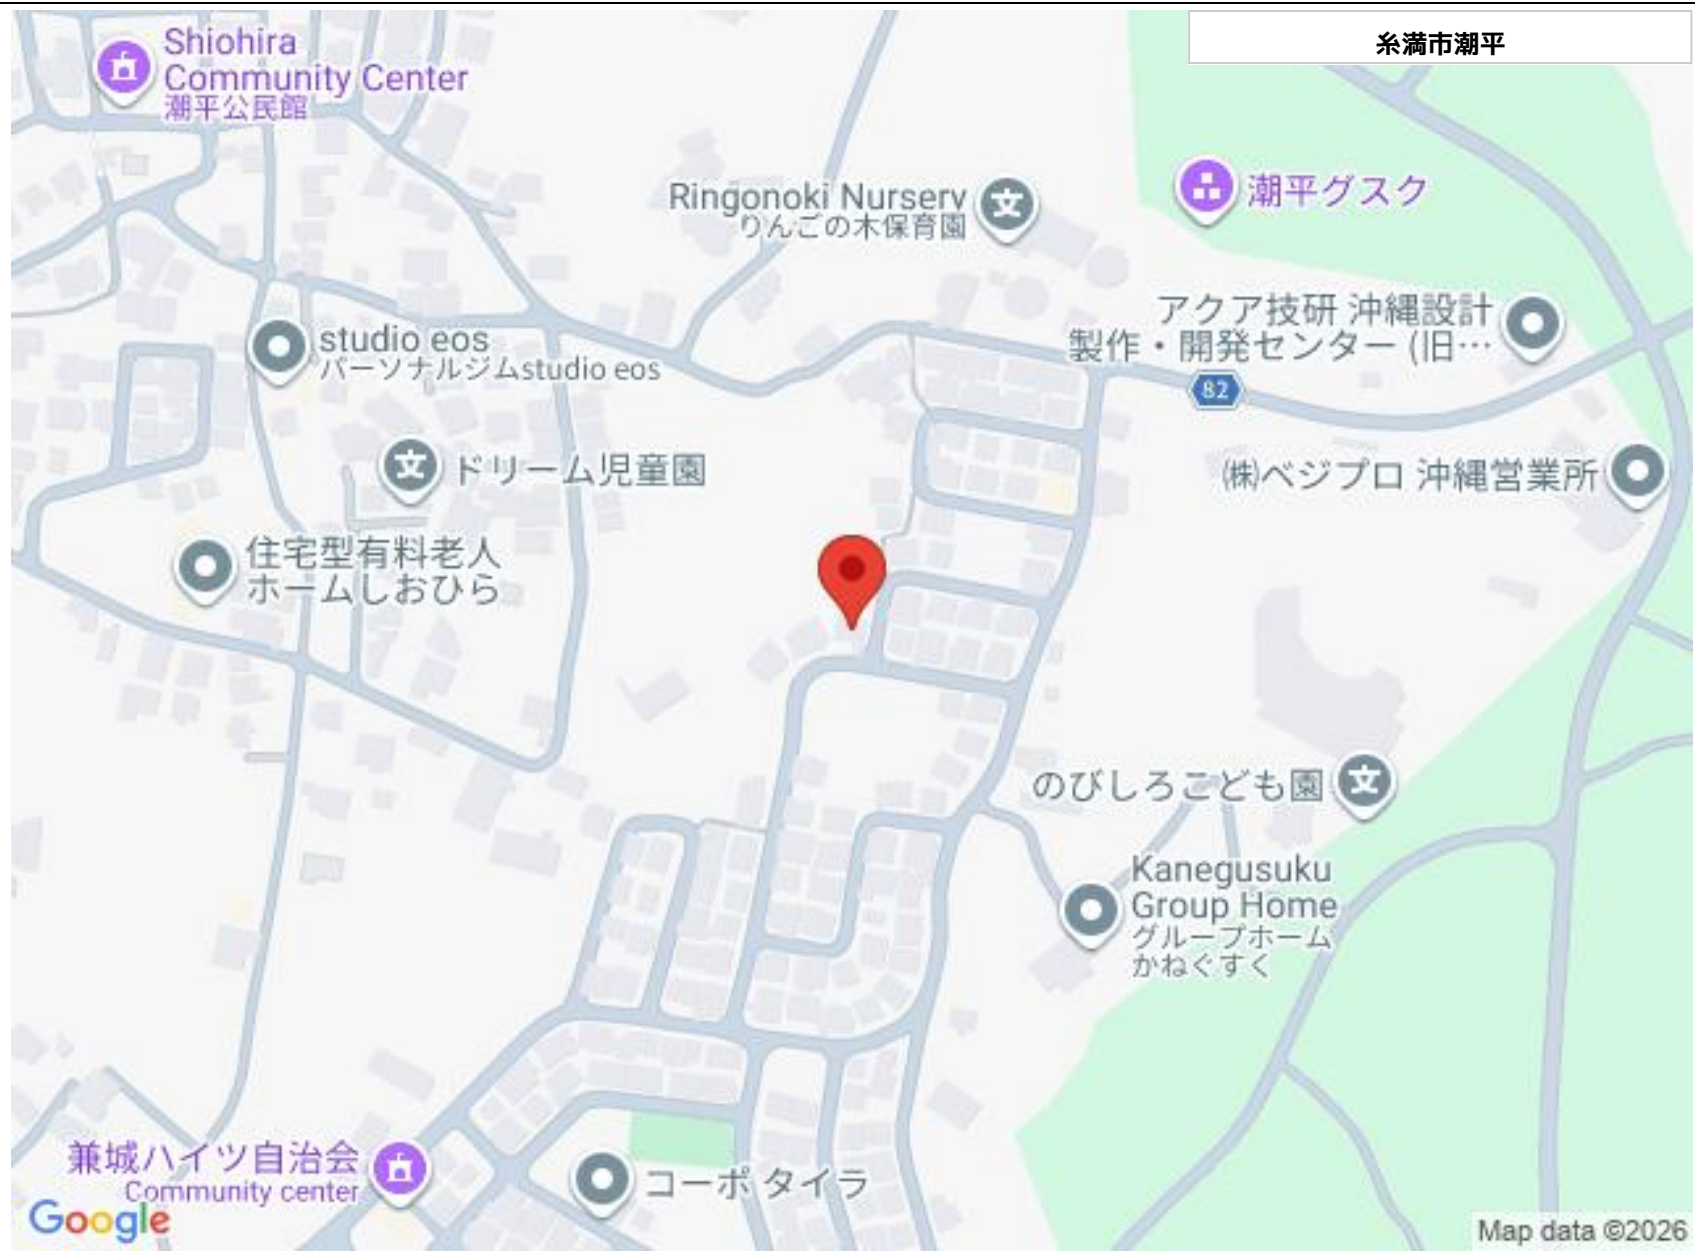 糸満市潮平
Shiohira
Community Center
潮平公民館
Ringonoki Nursery
りんごの木保育園
潮平グスク
アクア技研 沖縄設計
製作・開発センター (旧…
studio eos
パーソナルジムstudio eos
82
ドリーム児童園
㈱ベジプロ 沖縄営業所
住宅型有料老人
ホームしおひら
のびしろこども園
Kanegusuku
Group Home
グループホーム
かねぐすく
兼城ハイツ自治会
Community center
コーポ タイラ
Google
Map data ©2026